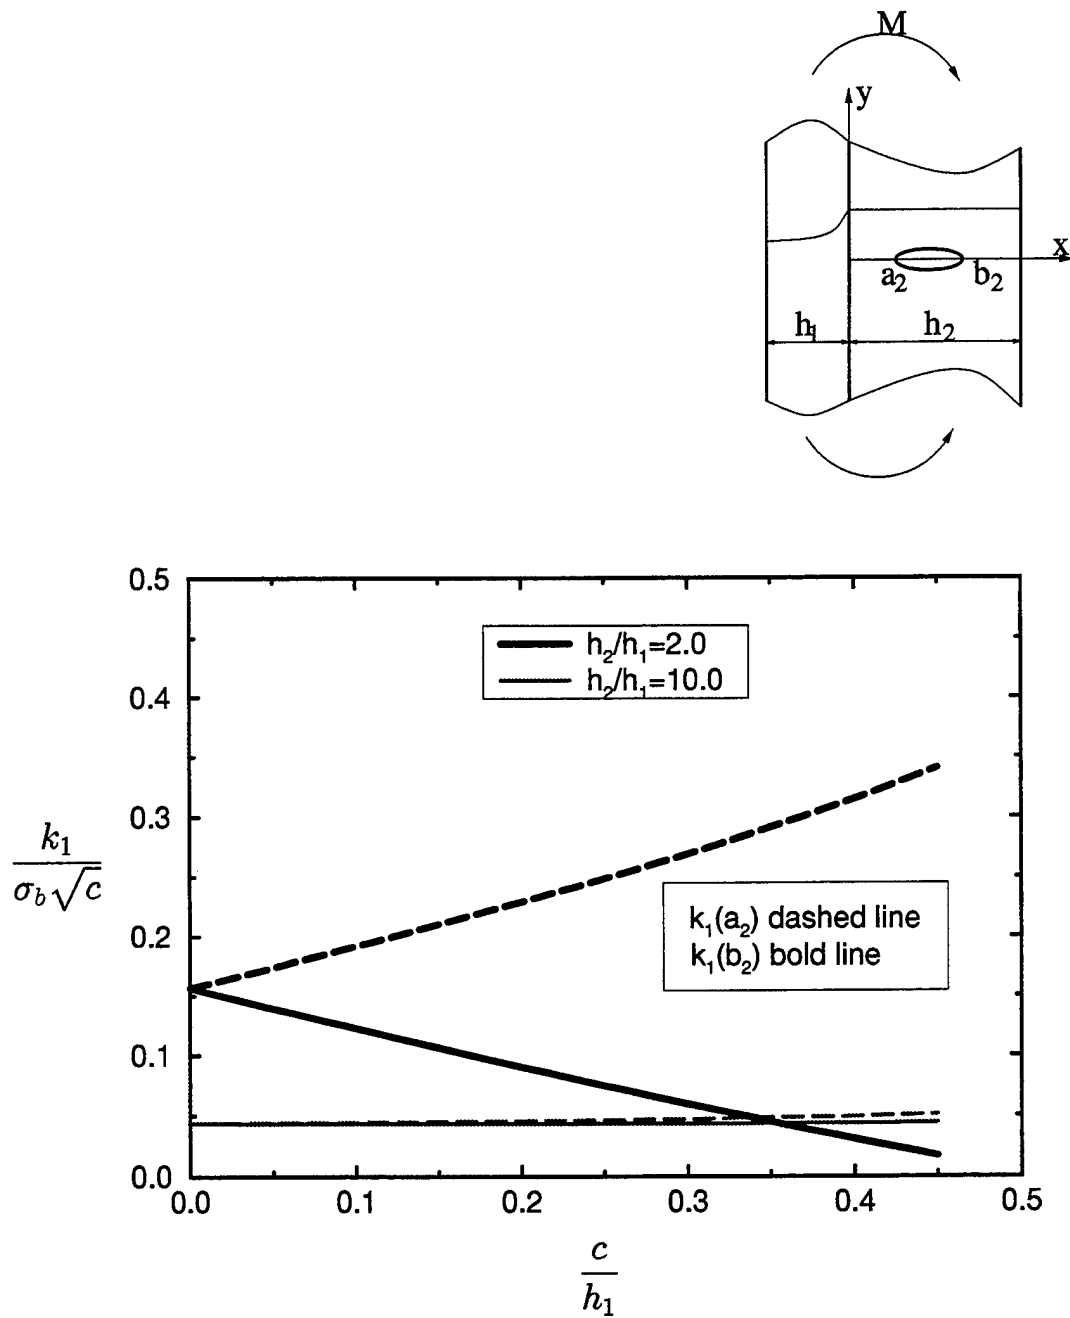 M
y
x
a₂ b₂
h₁ h₂
0.5
0.4
0.3
0.2
0.1
0.0
h₂/h₁=2.0
h₂/h₁=10.0
k₁/(σ_b√c)
k₁(a₂) dashed line
k₁(b₂) bold line
0.0 0.1 0.2 0.3 0.4 0.5
c/h₁